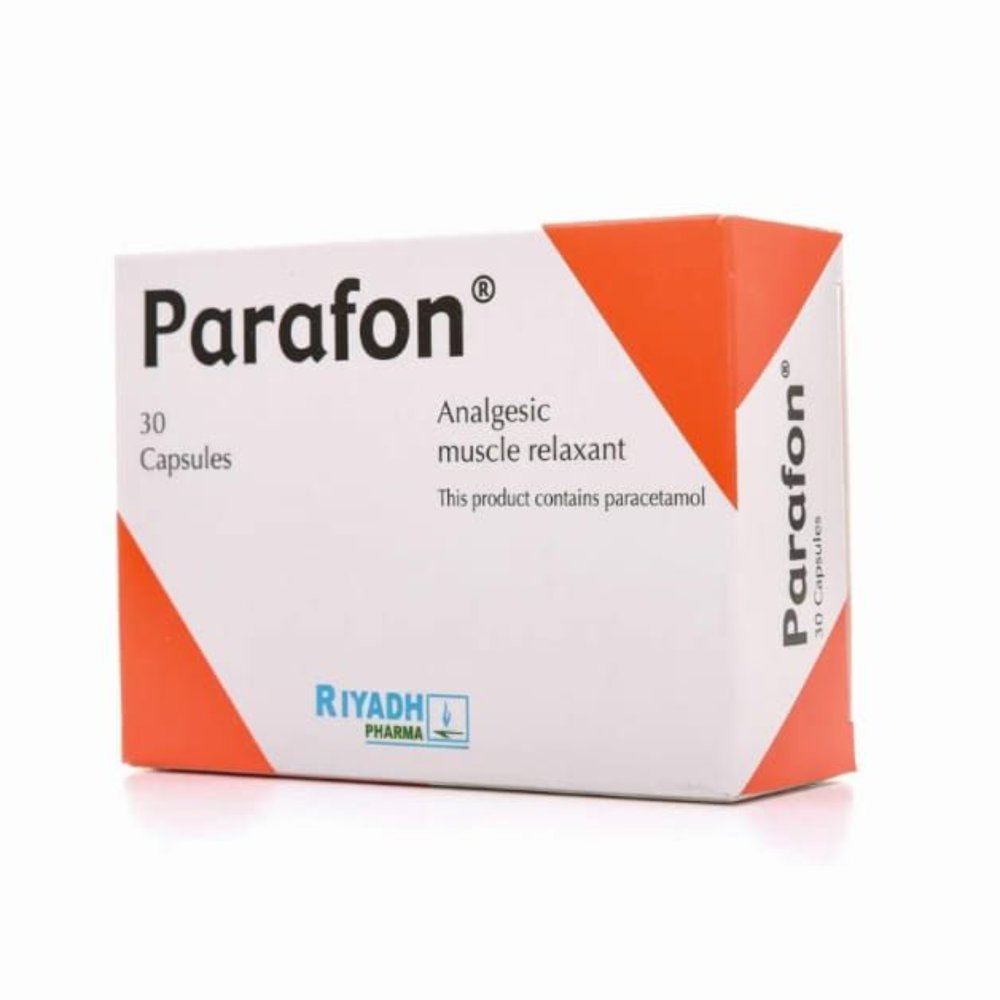 Parafon®
30
Capsules
Analgesic
muscle relaxant
This product contains paracetamol
RIYADH
PHARMA
Parafon®
30 Capsules